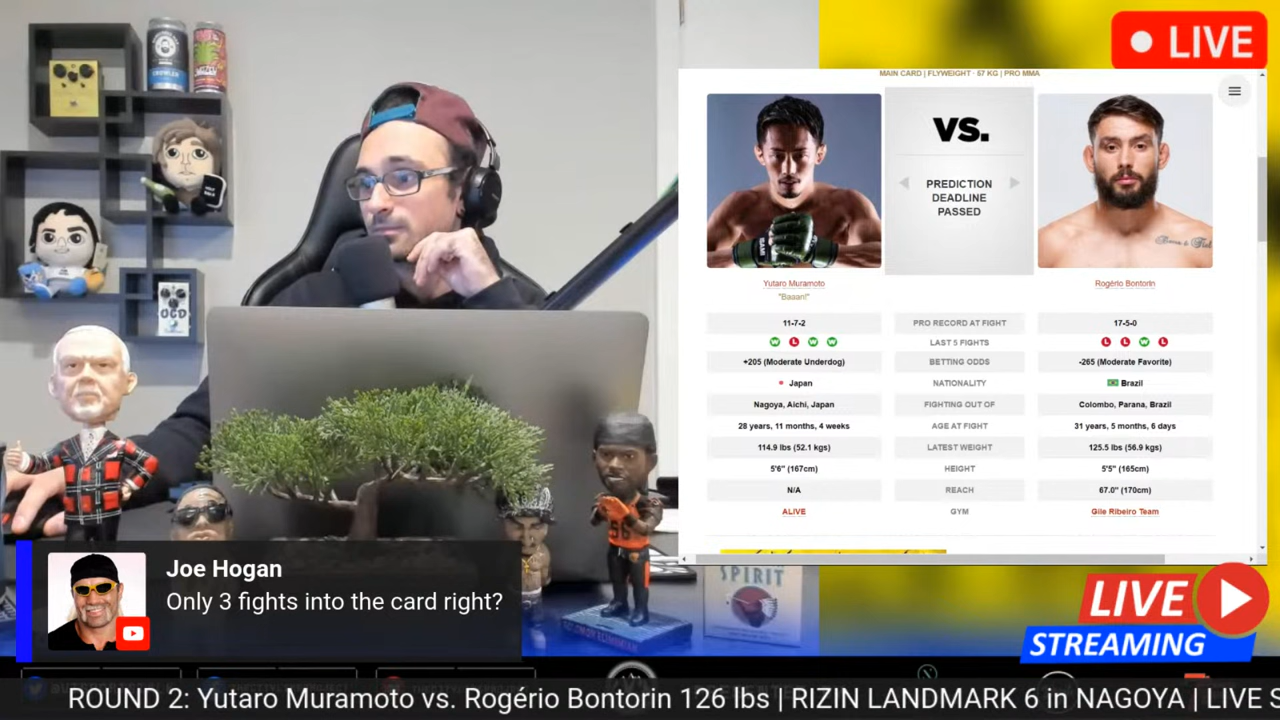 LIVE
MAIN CARD | FLYWEIGHT · 57 KG | PRO MMA
VS.
PREDICTION
DEADLINE
PASSED
Yutaro Muramoto
"Baaan!"
Rogério Bontorin
11-7-2 PRO RECORD AT FIGHT 17-5-0
W L W W LAST 5 FIGHTS L L W L
+205 (Moderate Underdog) BETTING ODDS -265 (Moderate Favorite)
Japan NATIONALITY Brazil
Nagoya, Aichi, Japan FIGHTING OUT OF Colombo, Parana, Brazil
28 years, 11 months, 4 weeks AGE AT FIGHT 31 years, 5 months, 6 days
114.9 lbs (52.1 kgs) LATEST WEIGHT 125.5 lbs (56.9 kgs)
5'6" (167cm) HEIGHT 5'5" (165cm)
N/A REACH 67.0" (170cm)
ALIVE GYM Gile Ribeiro Team
CROWLER
OCD
SPIRIT
Joe Hogan
Only 3 fights into the card right?
LIVE
STREAMING
ROUND 2: Yutaro Muramoto vs. Rogério Bontorin 126 lbs | RIZIN LANDMARK 6 in NAGOYA | LIVE S